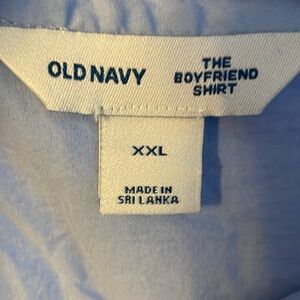 OLD NAVY
THE
BOYFRIEND
SHIRT
XXL
MADE IN
SRI LANKA